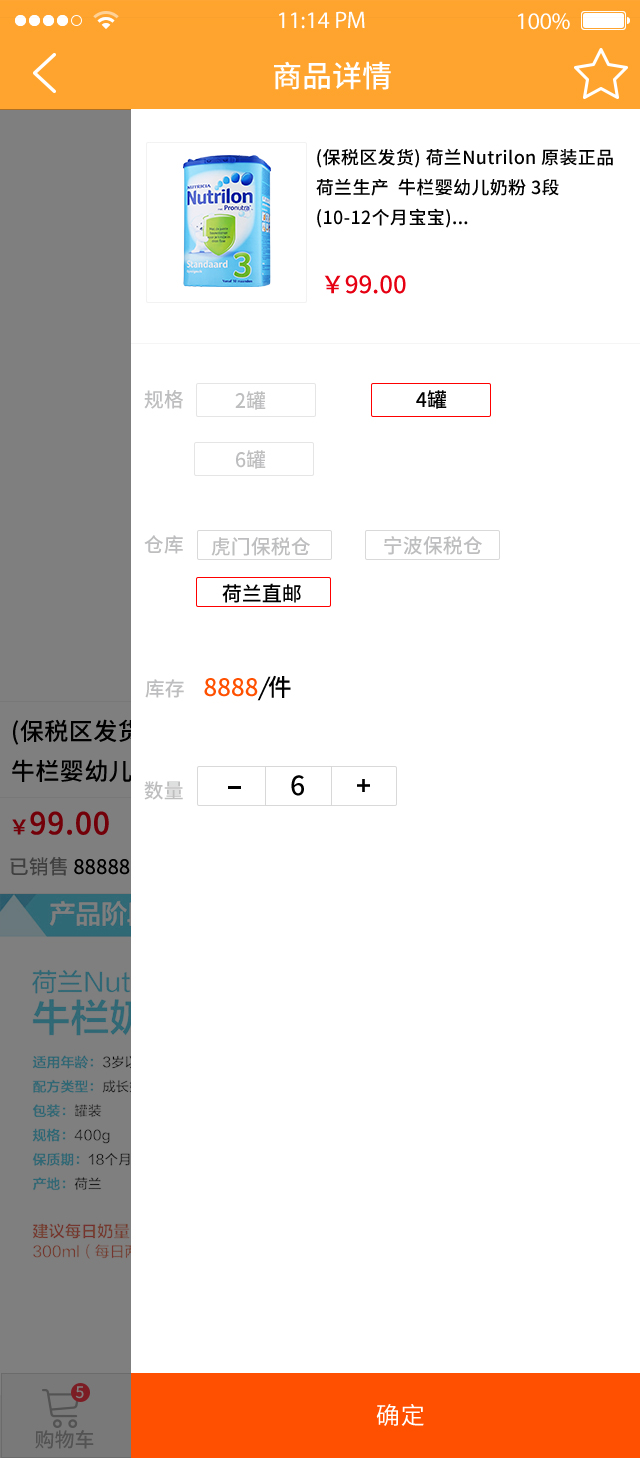 11:14 PM
100%
商品详情
NUTRICIA
Nutrilon
Pronutra
Standaard
3
(保税区发货) 荷兰Nutrilon 原装正品
荷兰生产 牛栏婴幼儿奶粉 3段
(10-12个月宝宝)...
￥99.00
规格
2罐
4罐
6罐
仓库
虎门保税仓
宁波保税仓
荷兰直邮
库存
8888/件
数量
-
6
+
(保税区发货
牛栏婴幼儿
￥99.00
已销售 88888
产品阶
荷兰Nut
牛栏奶
适用年龄：3岁
配方类型：成长
包装：罐装
规格：400g
保质期：18个月
产地：荷兰
建议每日奶量
300ml（每日两
5
购物车
确定